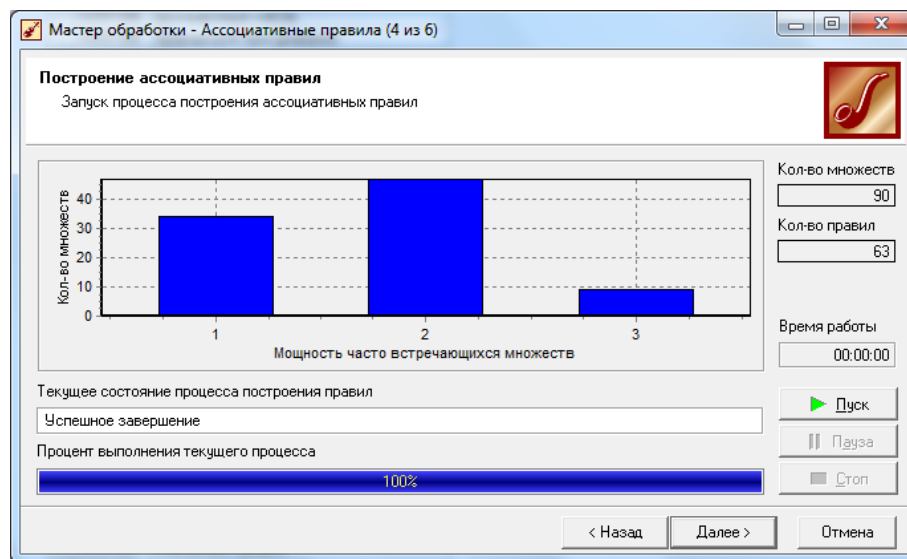 Мастер обработки - Ассоциативные правила (4 из 6)
Построение ассоциативных правил
Запуск процесса построения ассоциативных правил
Кол-во множеств
40
30
20
10
0
1
2
3
Мощность часто встречающихся множеств
Кол-во множеств
90
Кол-во правил
63
Время работы
00:00:00
Текущее состояние процесса построения правил
Успешное завершение
Процент выполнения текущего процесса
100%
Пуск
Пауза
Стоп
< Назад
Далее >
Отмена